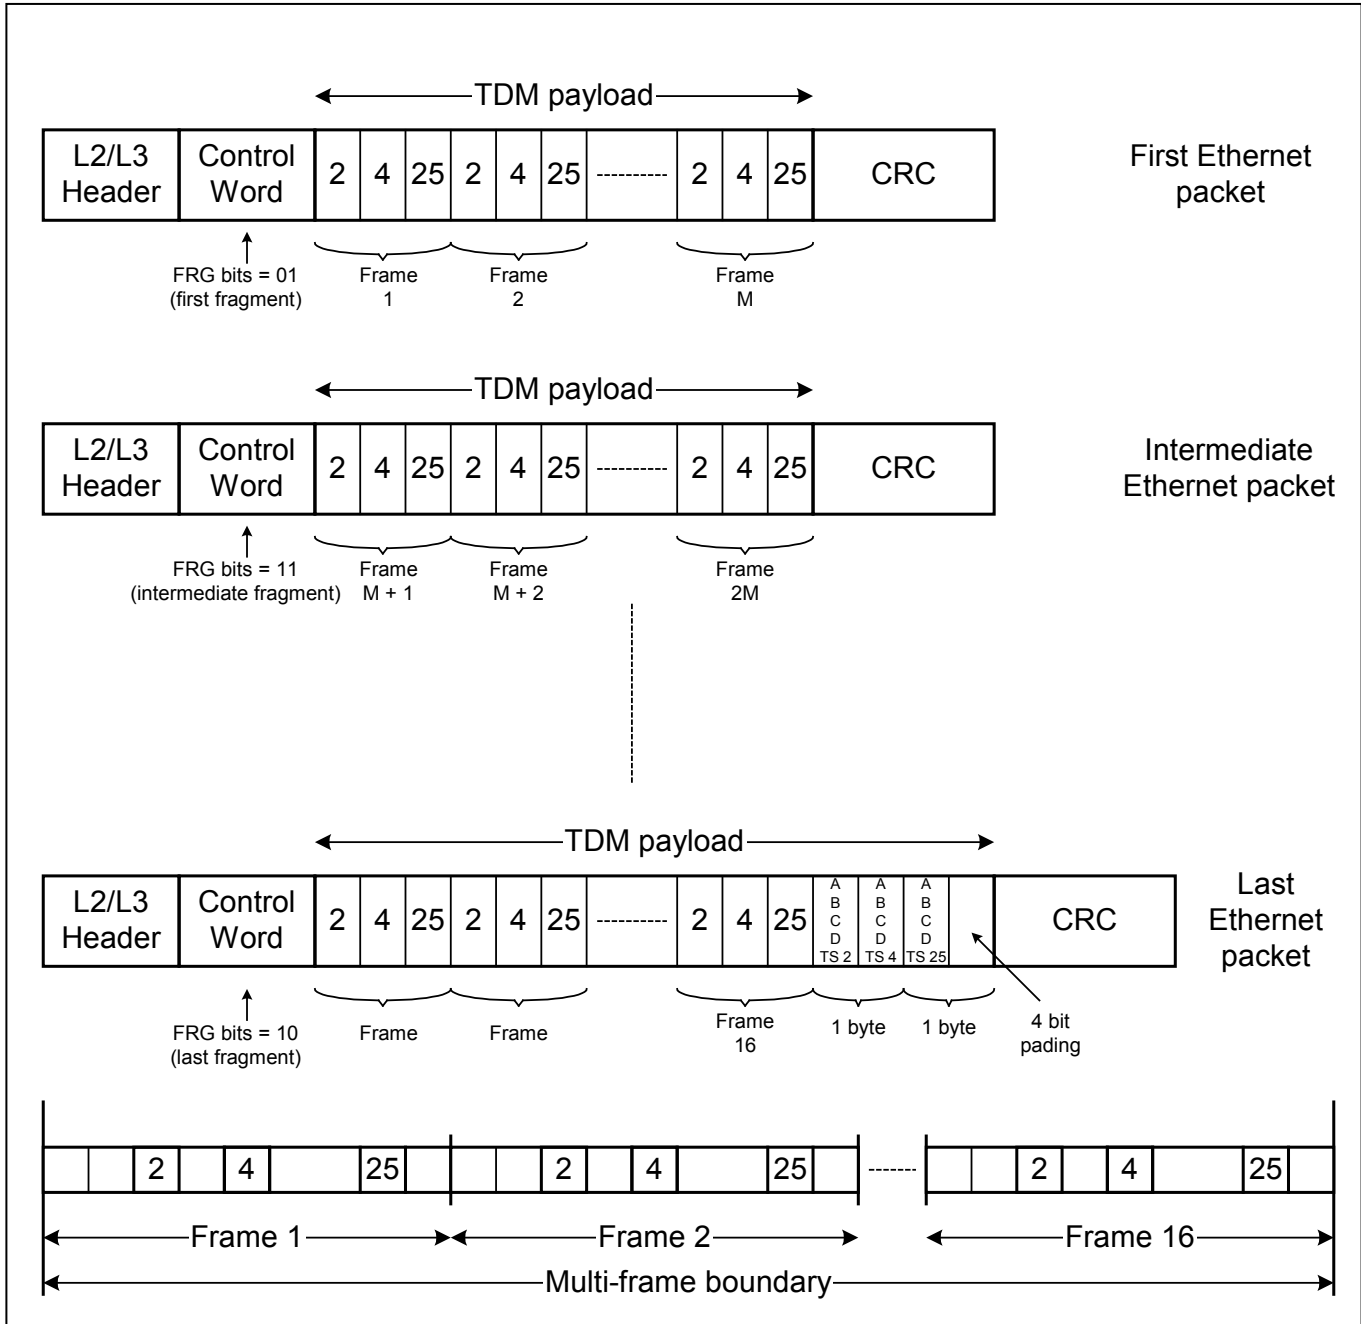 TDM payload
L2/L3 Header
Control Word
2 4 25 2 4 25 2 4 25
CRC
First Ethernet packet
FRG bits = 01
(first fragment)
Frame 1
Frame 2
Frame M
TDM payload
L2/L3 Header
Control Word
2 4 25 2 4 25 2 4 25
CRC
Intermediate Ethernet packet
FRG bits = 11
(intermediate fragment)
Frame M + 1
Frame M + 2
Frame 2M
TDM payload
L2/L3 Header
Control Word
2 4 25 2 4 25 2 4 25
A B C D TS 2
A B C D TS 4
A B C D TS 25
CRC
Last Ethernet packet
FRG bits = 10
(last fragment)
Frame
Frame
Frame 16
1 byte
1 byte
4 bit pading
2 4 25 2 4 25 2 4 25
Frame 1
Frame 2
Frame 16
Multi-frame boundary